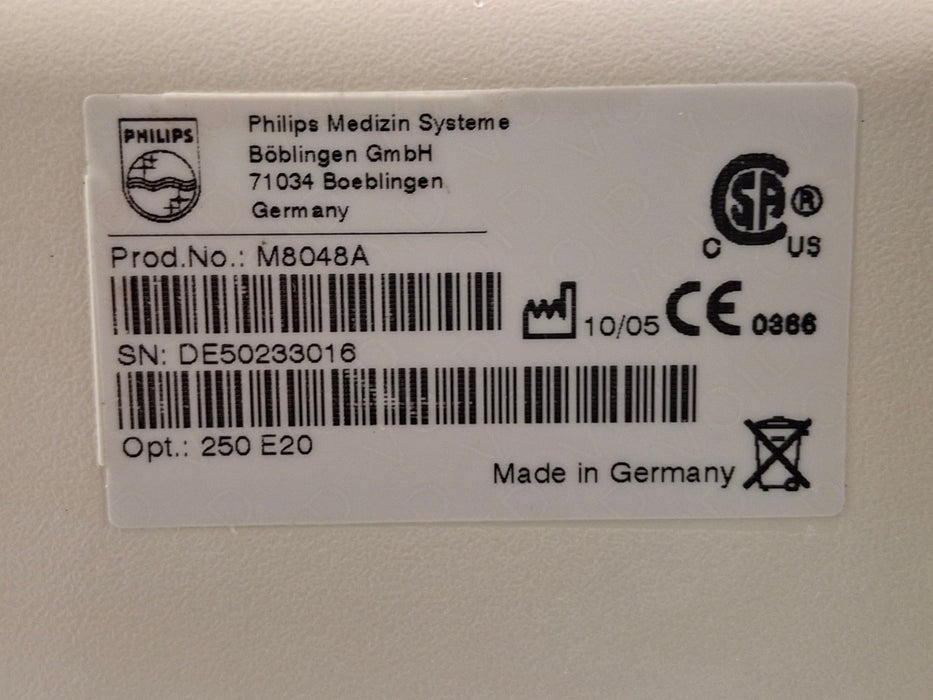 PHILIPS
Philips Medizin Systeme
Böblingen GmbH
71034 Boeblingen
Germany
Prod.No.: M8048A
SN: DE50233016
Opt.: 250 E20
CSA ®
C US
10/05 CE 0366
Made in Germany